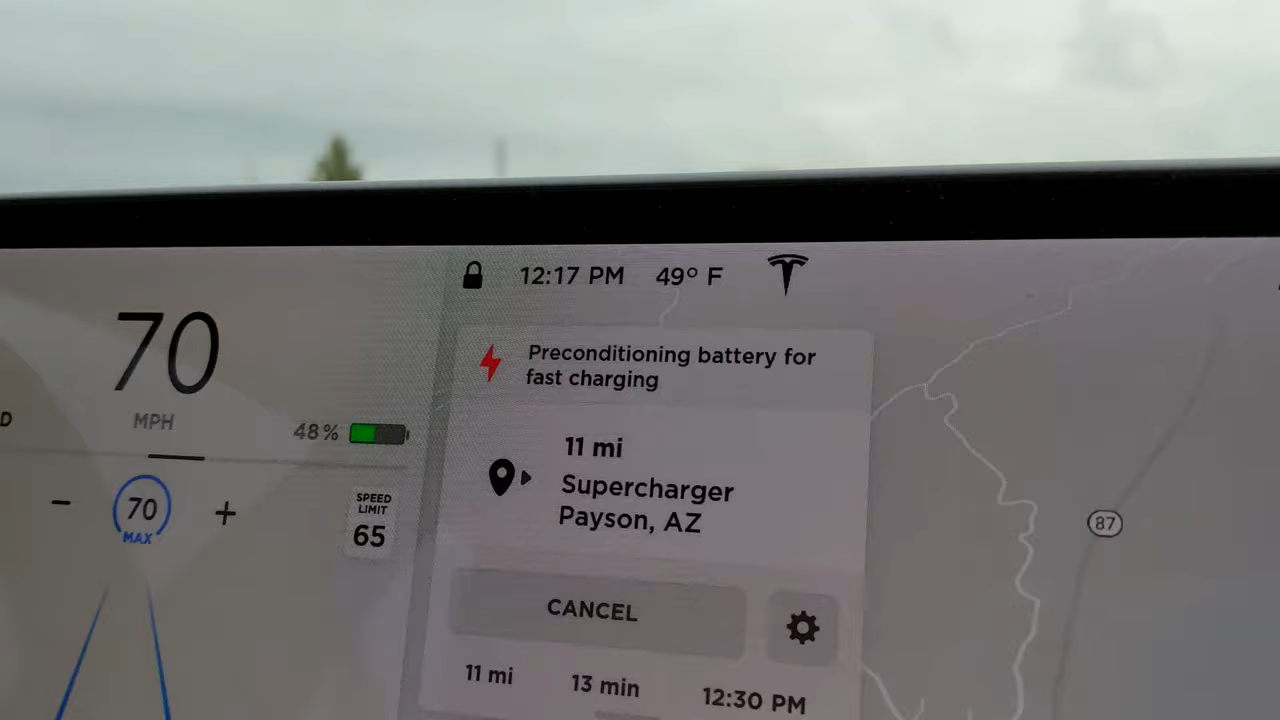 12:17 PM 49° F
70
MPH
D
48%
Preconditioning battery for
fast charging
11 mi
Supercharger
Payson, AZ
- 70 +
MAX
SPEED
LIMIT
65
87
CANCEL
11 mi 13 min 12:30 PM